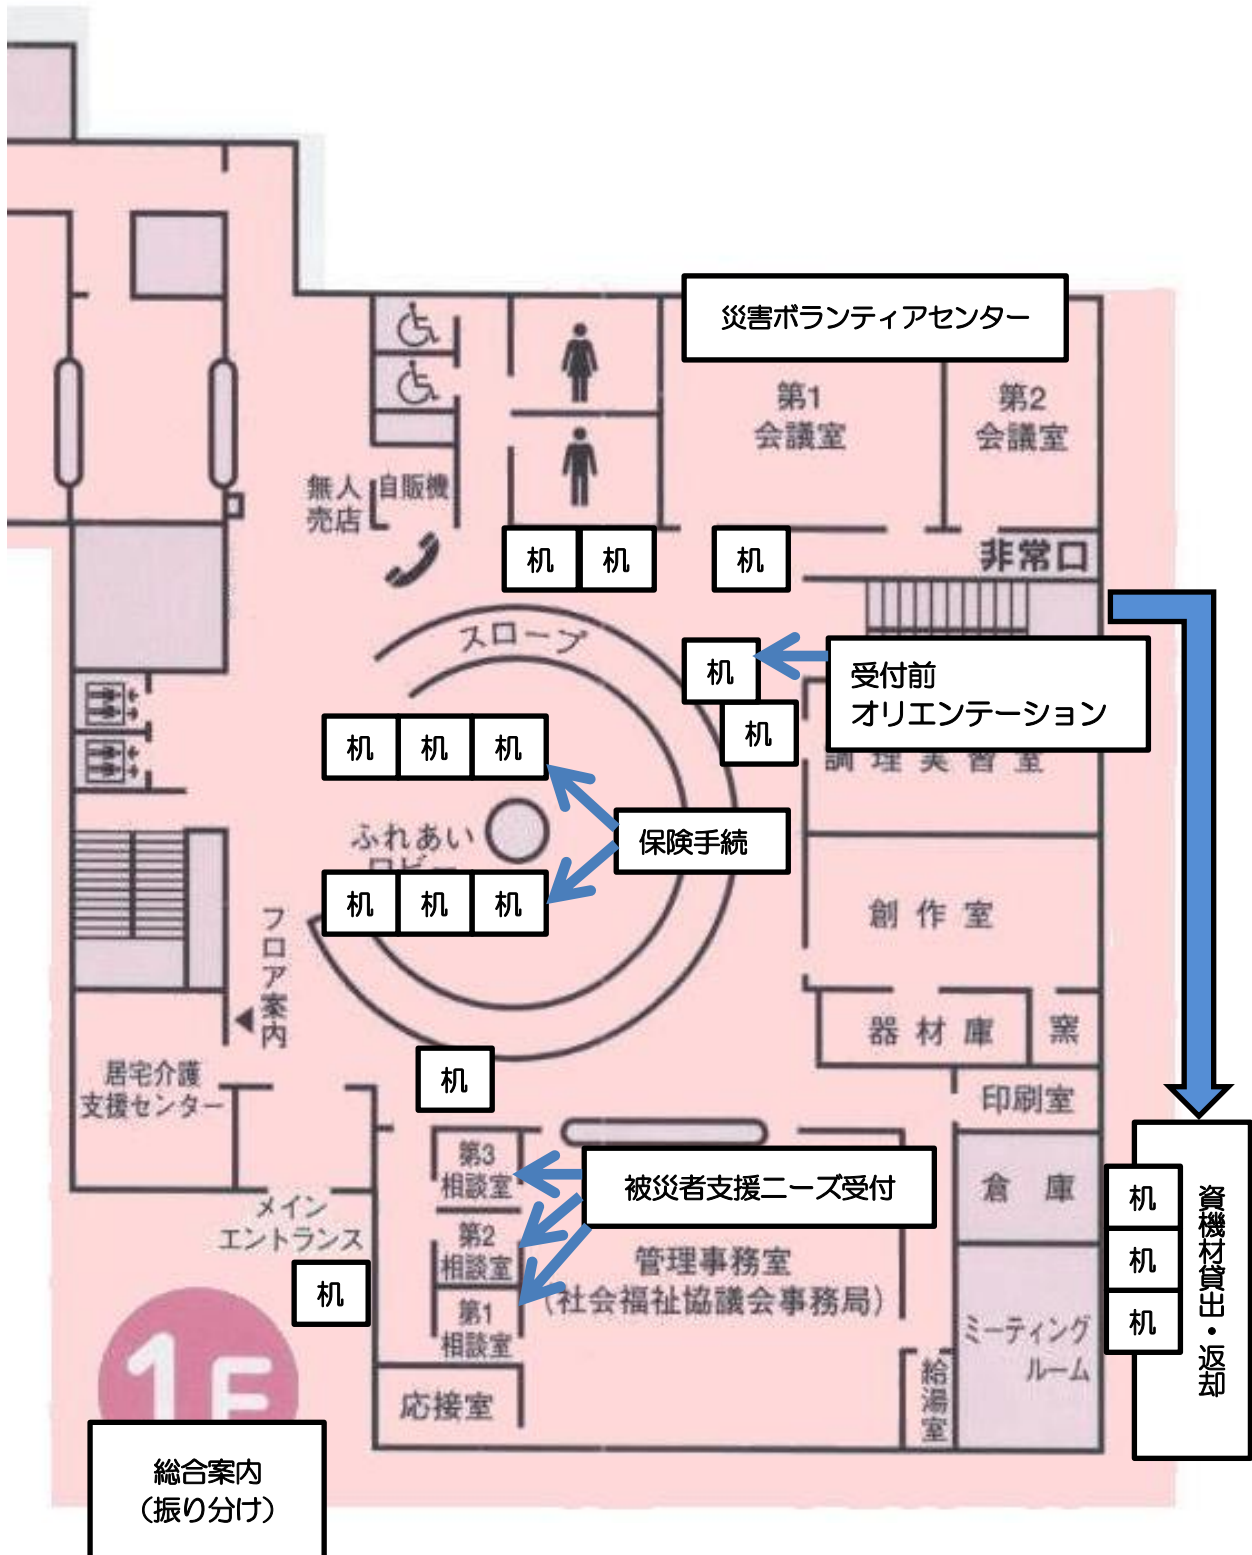 災害ボランティアセンター
第1
会議室
第2
会議室
無人
売店
自販機
机
机
机
非常口
スロープ
机
受付前
オリエンテーション
机
調理実習室
机
机
机
ふれあい
ロビー
保険手続
机
机
机
フロア案内
創作室
器材庫
窯
居宅介護
支援センター
机
印刷室
第3
相談室
被災者支援ニーズ受付
倉庫
机
机
机
資機材貸出・返却
メイン
エントランス
第2
相談室
管理事務室
(社会福祉協議会事務局)
机
第1
相談室
ミーティング
ルーム
給湯室
応接室
1F
総合案内
(振り分け)